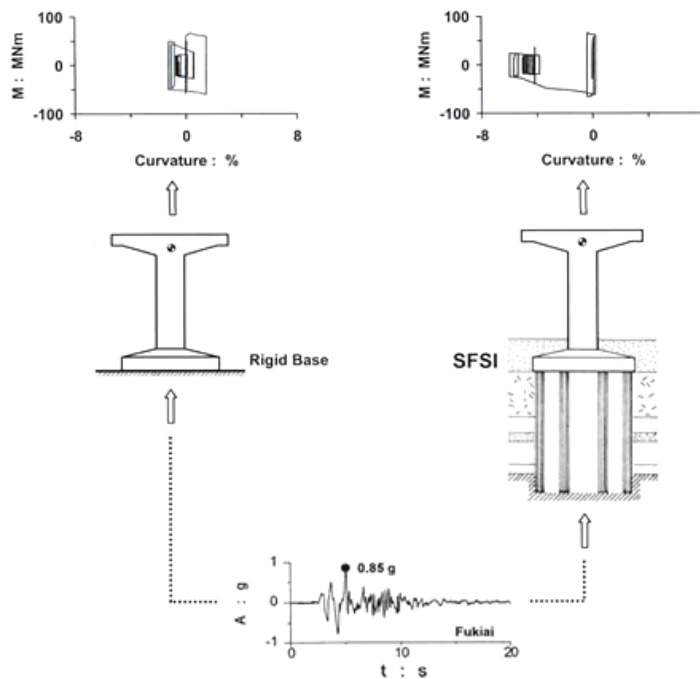 100
M : MNm
0
-100
-8
0
8
Curvature : %
100
M : MNm
0
-100
-8
0
Curvature : %
Rigid Base
SFSI
1
0.85 g
A : g
0
-1
Fukiai
0
10
20
t : s